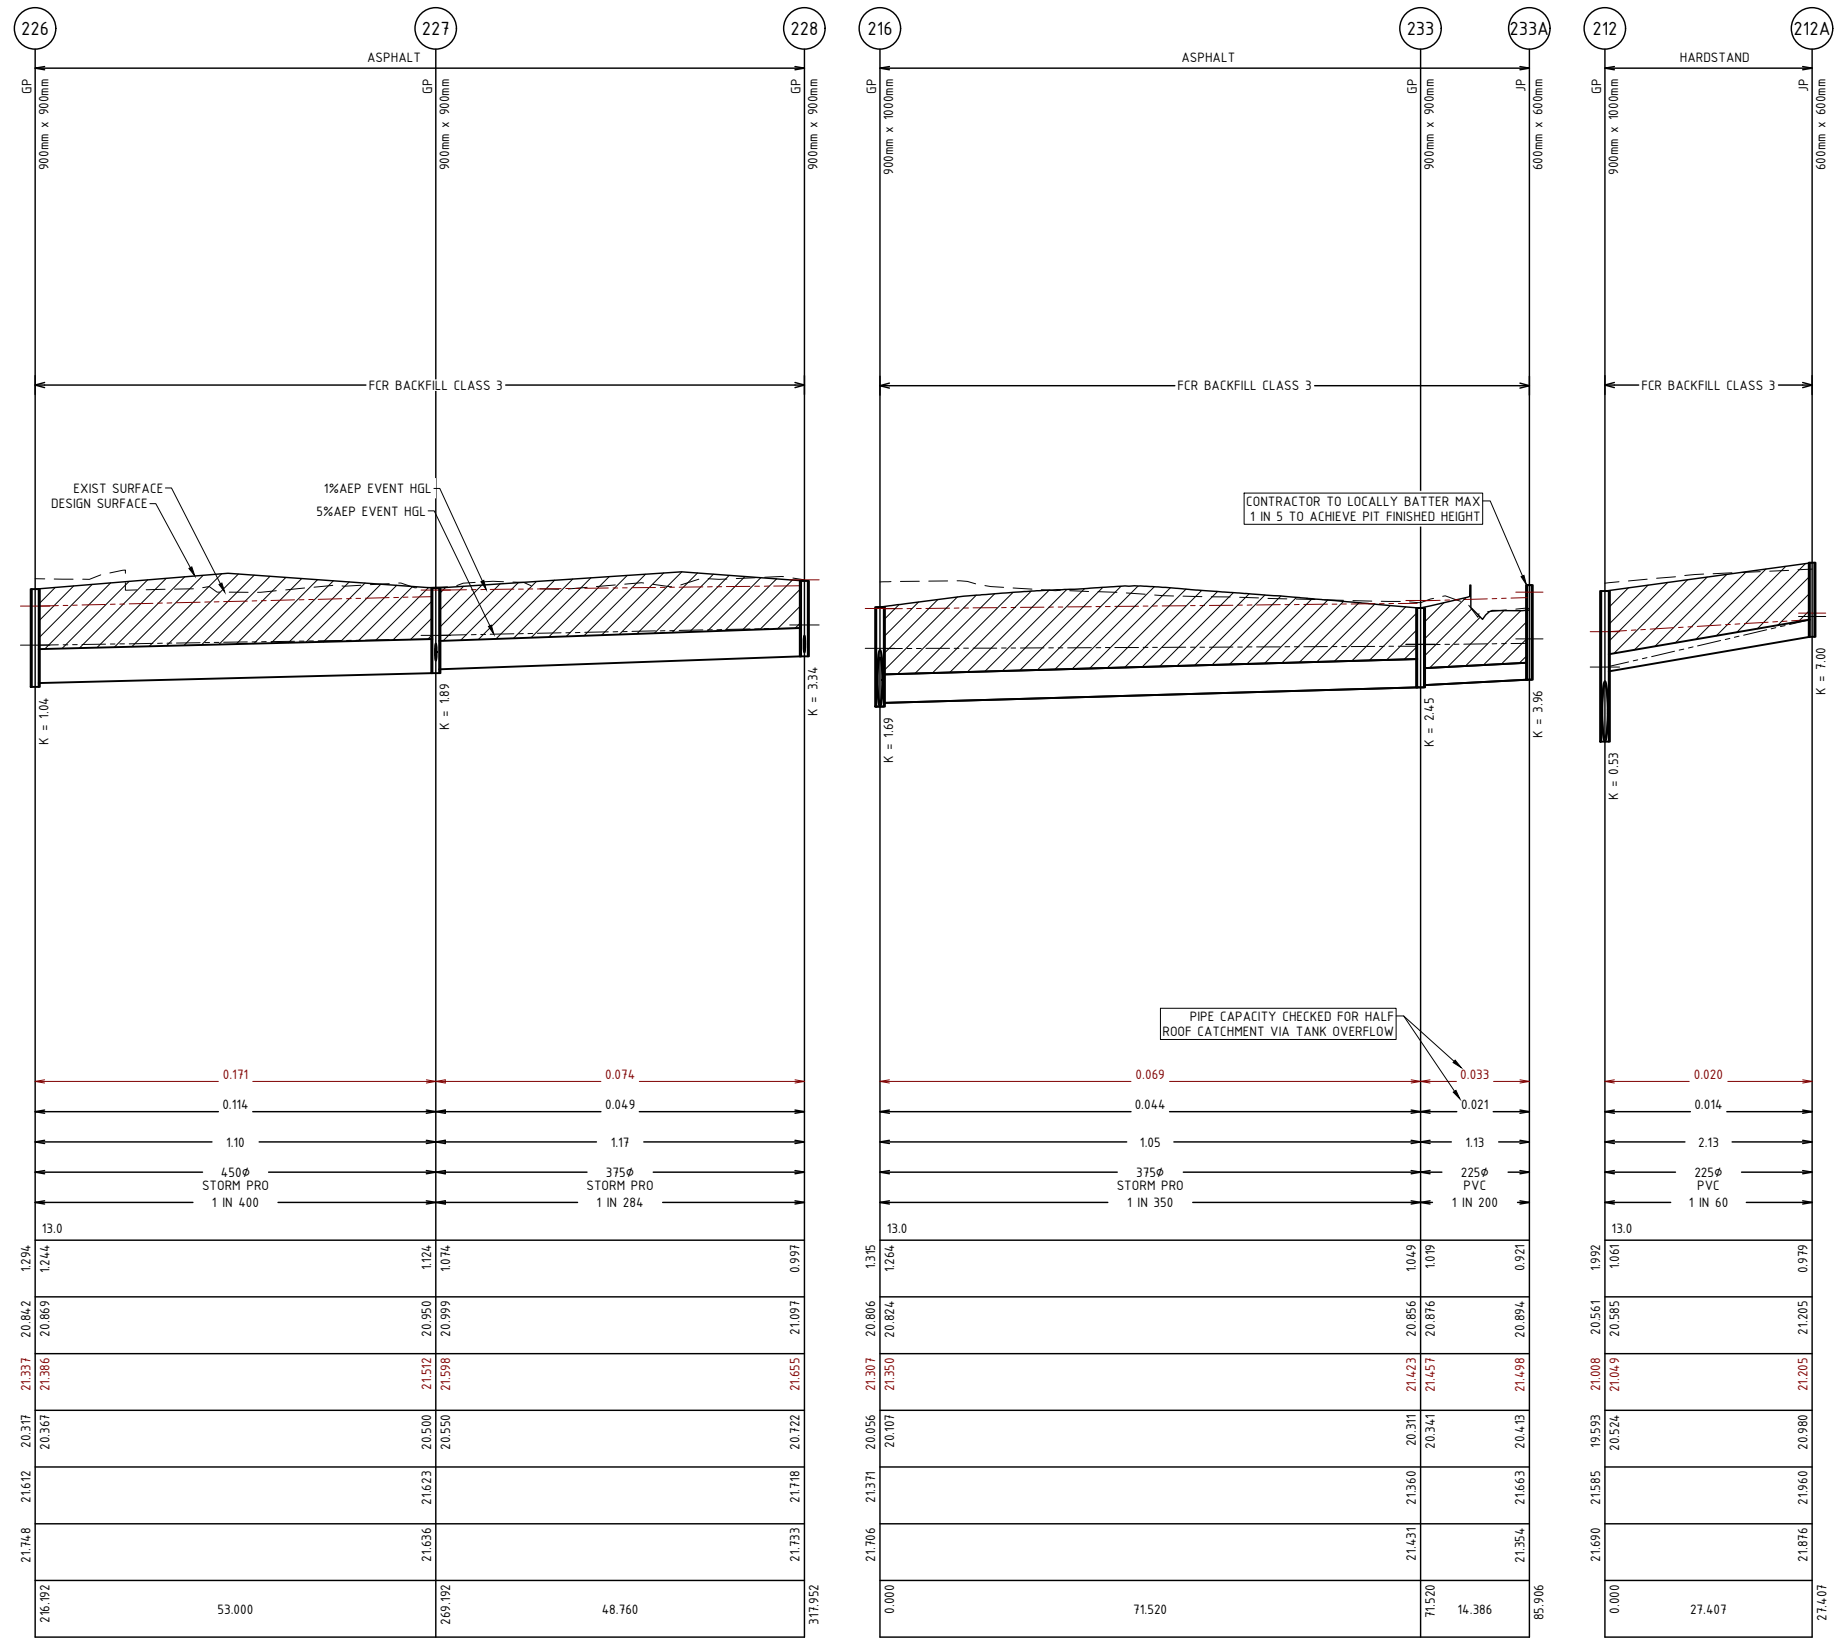 226
227
228
ASPHALT
GP
900mm x 900mm
GP
900mm x 900mm
GP
900mm x 900mm
FCR BACKFILL CLASS 3
EXIST SURFACE
DESIGN SURFACE
1%AEP EVENT HGL
5%AEP EVENT HGL
K = 1.04
K = 1.89
K = 3.34
0.171
0.074
0.114
0.049
1.10
1.17
450ø
STORM PRO
1 IN 400
375ø
STORM PRO
1 IN 284
13.0
1.294
1.244
1.124
1.074
0.997
20.842
20.869
20.950
20.999
21.097
21.337
21.386
21.512
21.598
21.655
20.317
20.367
20.500
20.550
20.722
21.612
21.623
21.718
21.748
21.636
21.733
216.192
53.000
269.192
48.760
317.952
216
233
233A
ASPHALT
GP
900mm x 1000mm
GP
900mm x 900mm
JP
600mm x 600mm
FCR BACKFILL CLASS 3
CONTRACTOR TO LOCALLY BATTER MAX
1 IN 5 TO ACHIEVE PIT FINISHED HEIGHT
K = 1.69
K = 2.45
K = 3.96
PIPE CAPACITY CHECKED FOR HALF
ROOF CATCHMENT VIA TANK OVERFLOW
0.069
0.033
0.044
0.021
1.05
1.13
375ø
STORM PRO
1 IN 350
225ø
PVC
1 IN 200
13.0
1.315
1.264
1.049
1.019
0.921
20.806
20.824
20.856
20.876
20.894
21.307
21.350
21.423
21.457
21.498
20.056
20.107
20.311
20.341
20.413
21.371
21.360
21.663
21.706
21.431
21.354
0.000
71.520
71.520
14.386
85.906
212
212A
HARDSTAND
GP
900mm x 1000mm
JP
600mm x 600mm
FCR BACKFILL CLASS 3
K = 0.53
K = 7.00
0.020
0.014
2.13
225ø
PVC
1 IN 60
13.0
1.992
1.061
0.979
20.561
20.585
21.205
21.008
21.049
21.205
19.593
20.524
20.980
21.585
21.960
21.690
21.876
0.000
27.407
27.407